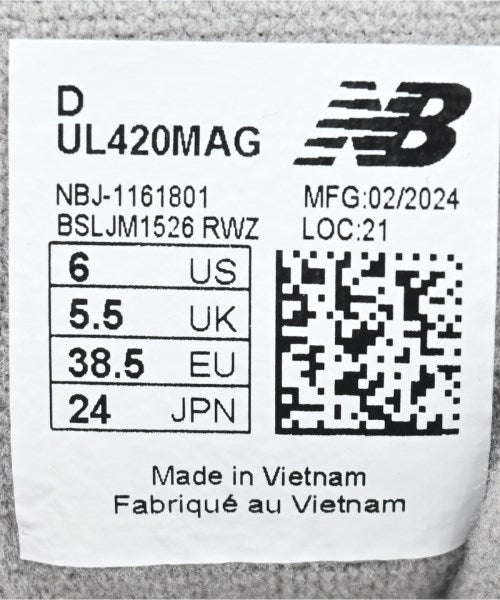 D
UL420MAG
NB
NBJ-1161801
MFG:02/2024
BSLJM1526 RWZ
LOC:21
6 US
5.5 UK
38.5 EU
24 JPN
Made in Vietnam
Fabriqué au Vietnam